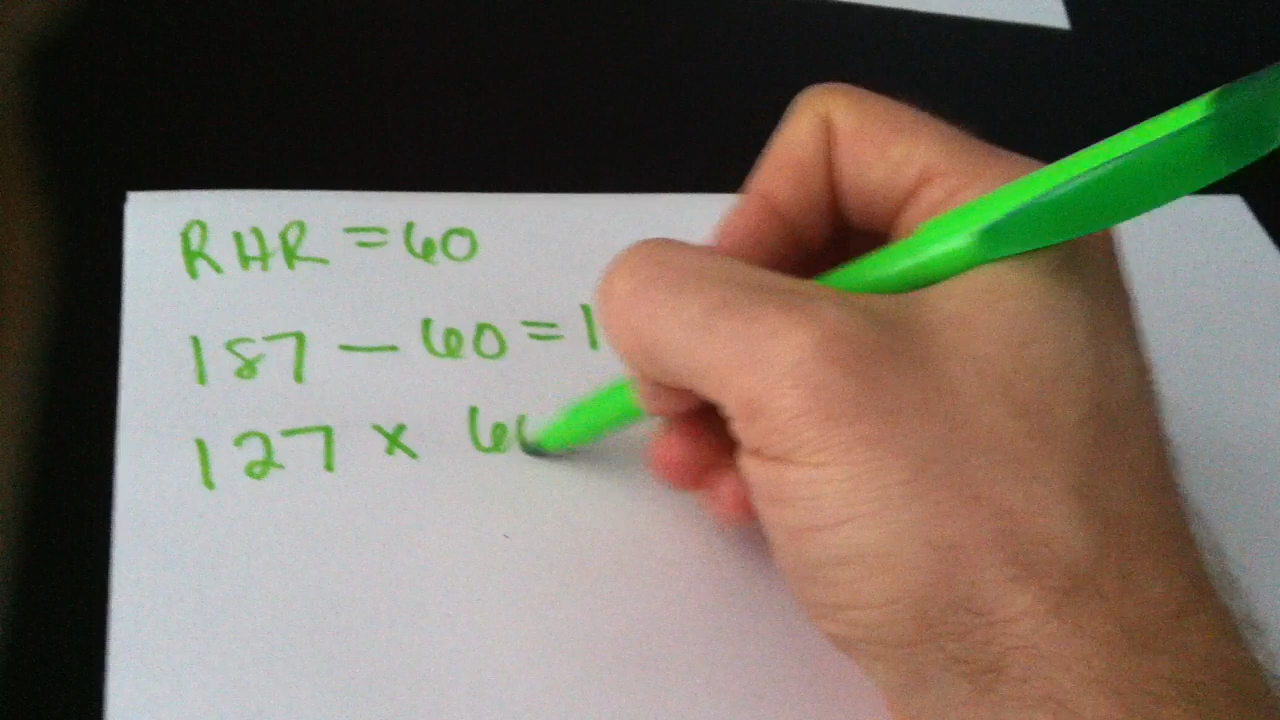 RHR = 60
187 - 60 = 1
127 x 6